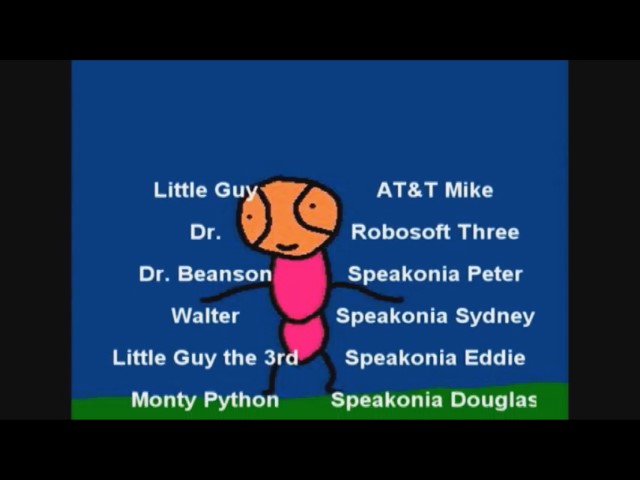 Little Guy AT&T Mike
Dr. Robosoft Three
Dr. Beanson Speakonia Peter
Walter Speakonia Sydney
Little Guy the 3rd Speakonia Eddie
Monty Python Speakonia Douglas